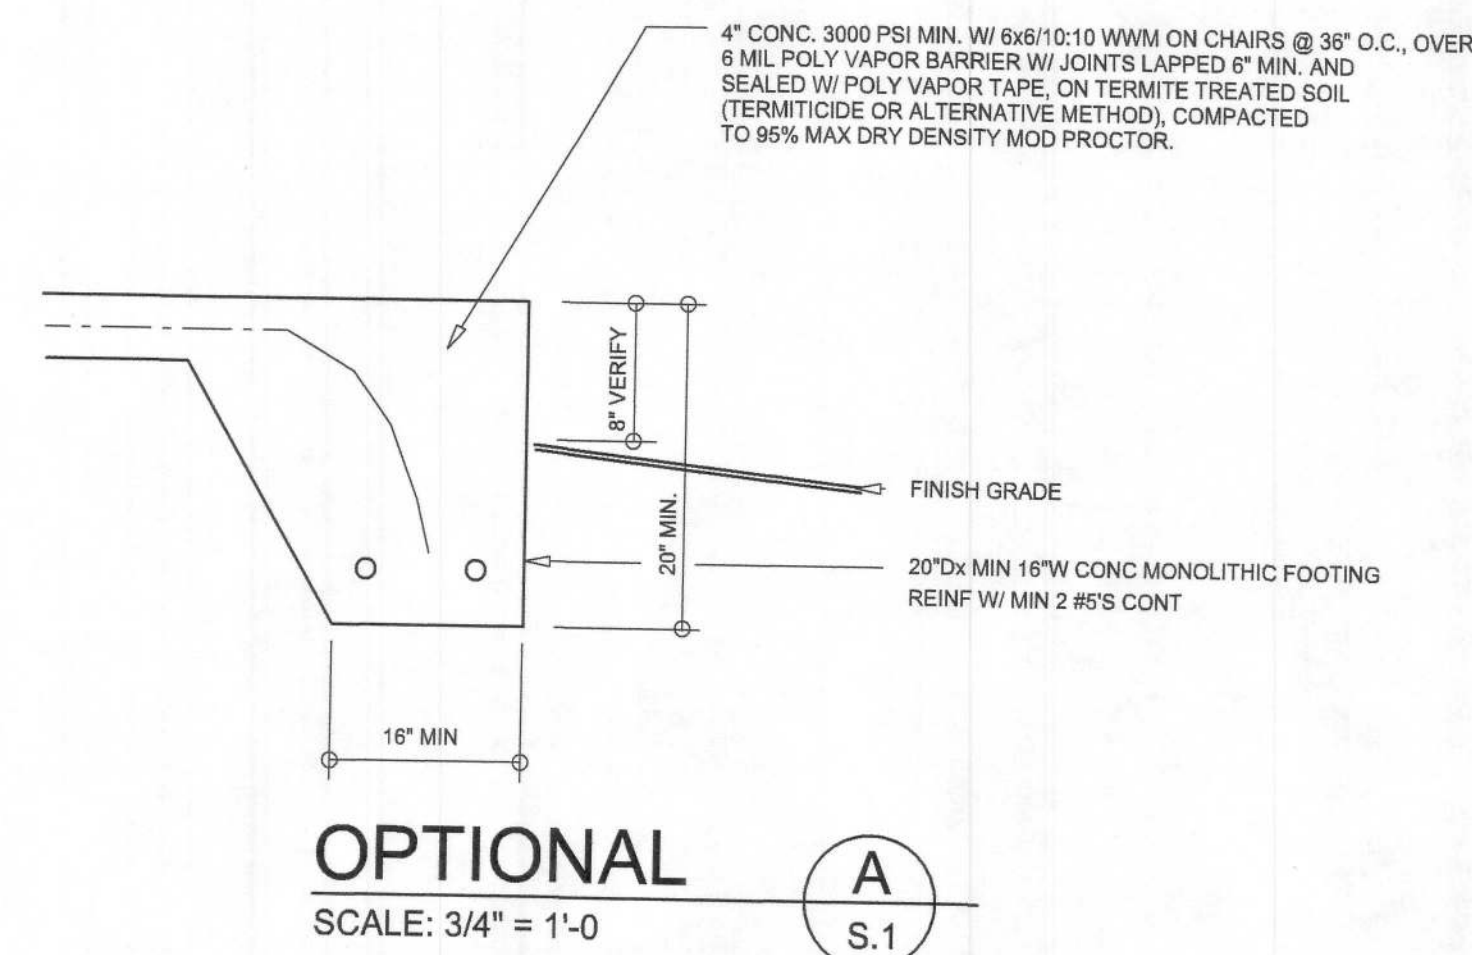 4" CONC. 3000 PSI MIN. W/ 6x6/10:10 WWM ON CHAIRS @ 36" O.C., OVER
6 MIL POLY VAPOR BARRIER W/ JOINTS LAPPED 6" MIN. AND
SEALED W/ POLY VAPOR TAPE, ON TERMITE TREATED SOIL
(TERMITICIDE OR ALTERNATIVE METHOD), COMPACTED
TO 95% MAX DRY DENSITY MOD PROCTOR.
8" VERIFY
20" MIN.
FINISH GRADE
20"Dx MIN 16"W CONC MONOLITHIC FOOTING
REINF W/ MIN 2 #5'S CONT
16" MIN
OPTIONAL
SCALE: 3/4" = 1'-0
A
S.1